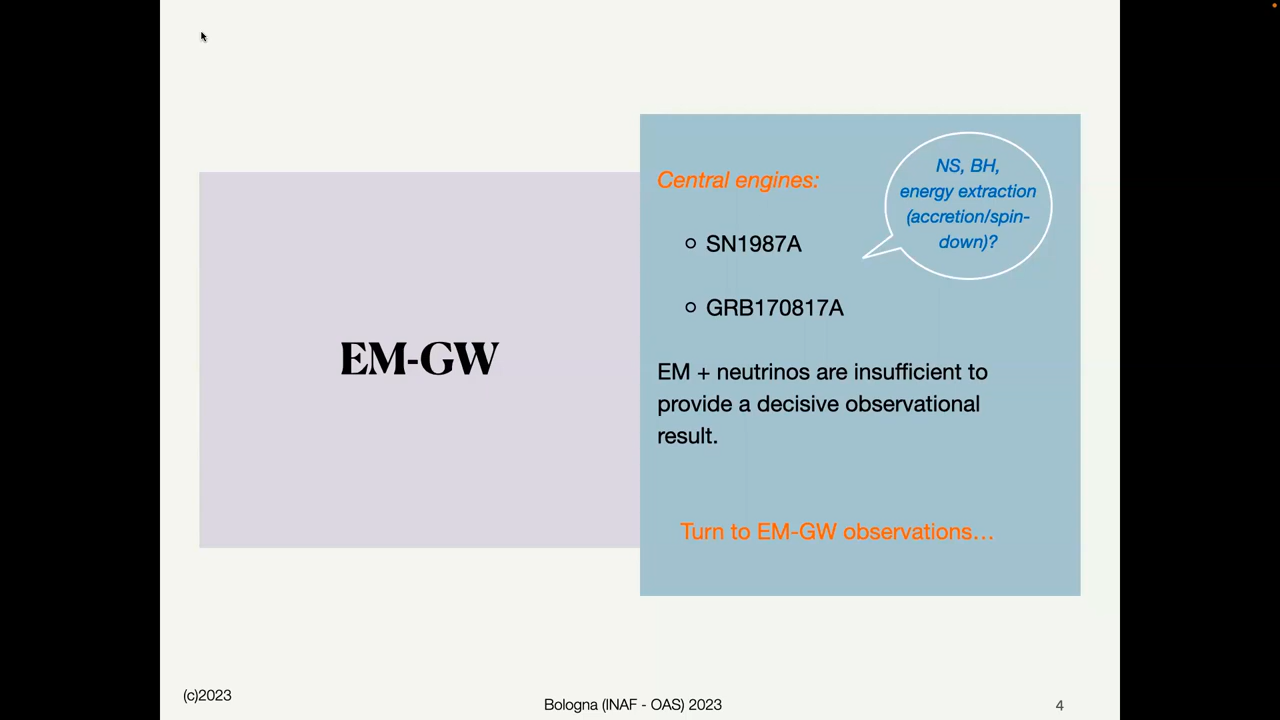 EM-GW
Central engines:
NS, BH,
energy extraction
(accretion/spin-
down)?
SN1987A
GRB170817A
EM + neutrinos are insufficient to
provide a decisive observational
result.
Turn to EM-GW observations…
(c)2023
Bologna (INAF - OAS) 2023
4